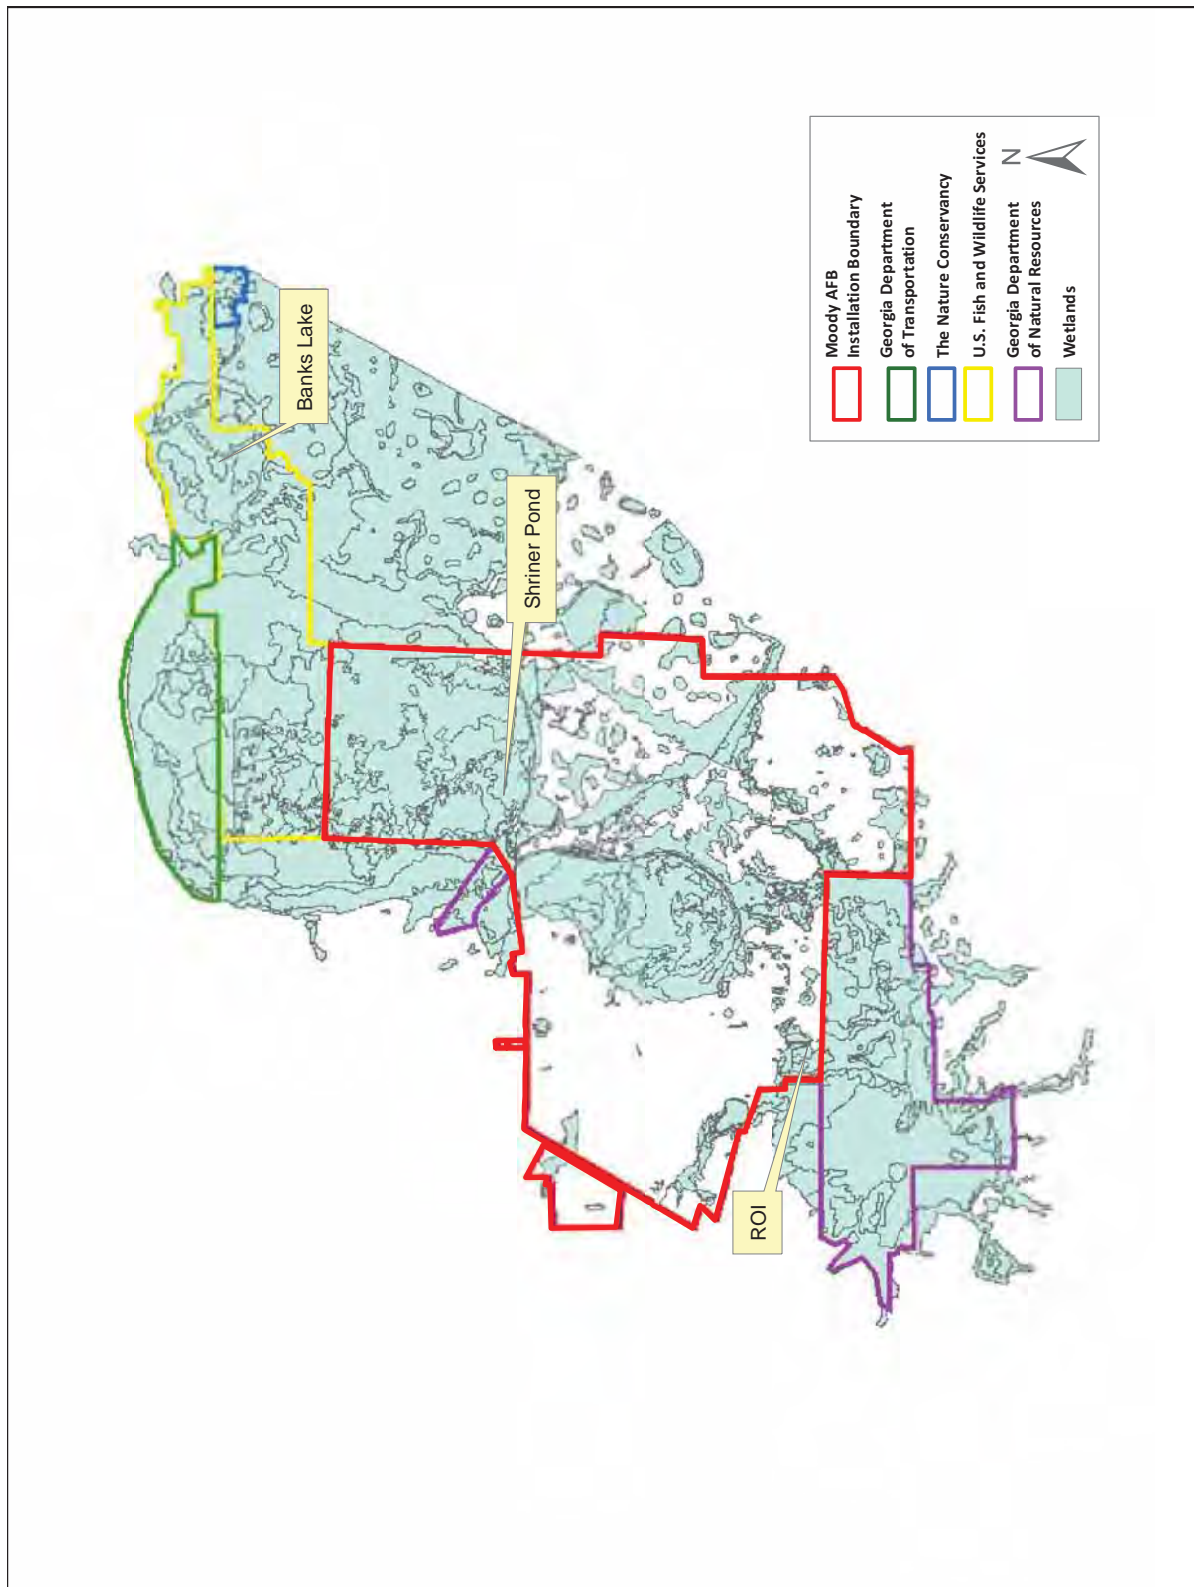 Banks Lake
Shriner Pond
ROI
Moody AFB
Installation Boundary
Georgia Department
of Transportation
The Nature Conservancy
U.S. Fish and Wildlife Services
Georgia Department
of Natural Resources
Wetlands
N